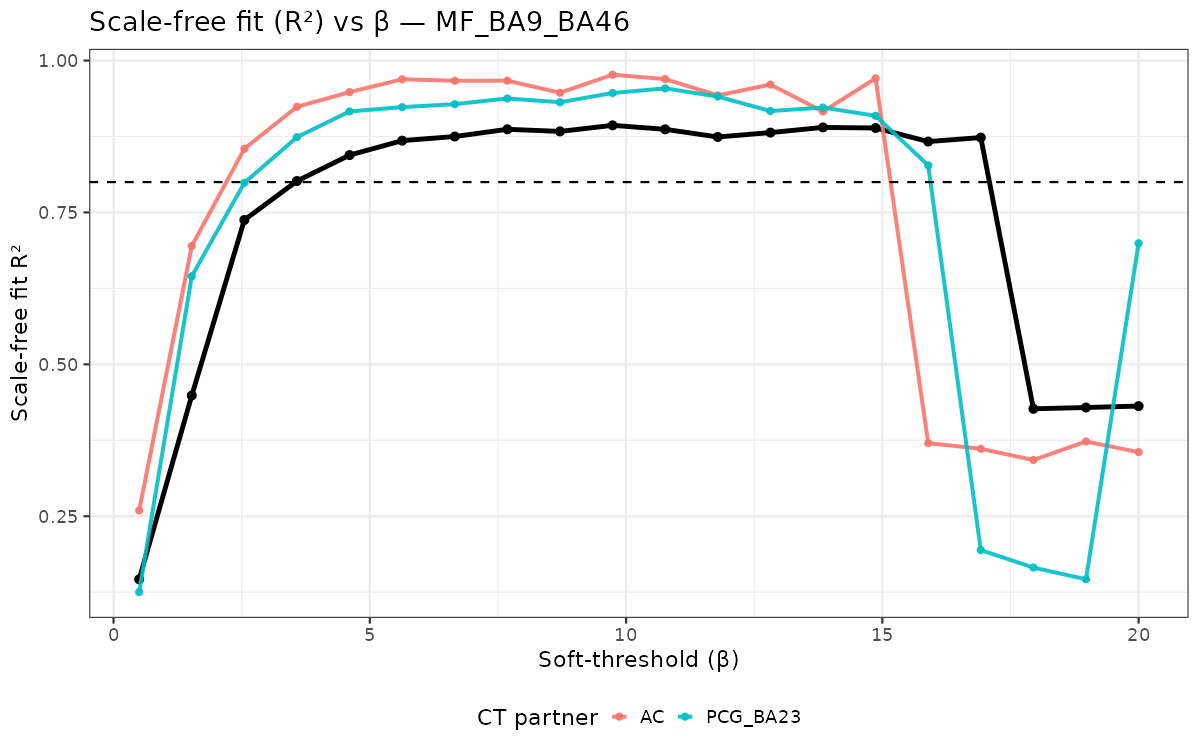 Scale-free fit (R²) vs β — MF_BA9_BA46
Scale-free fit R²
1.00
0.75
0.50
0.25
0
5
10
15
20
Soft-threshold (β)
CT partner
AC
PCG_BA23